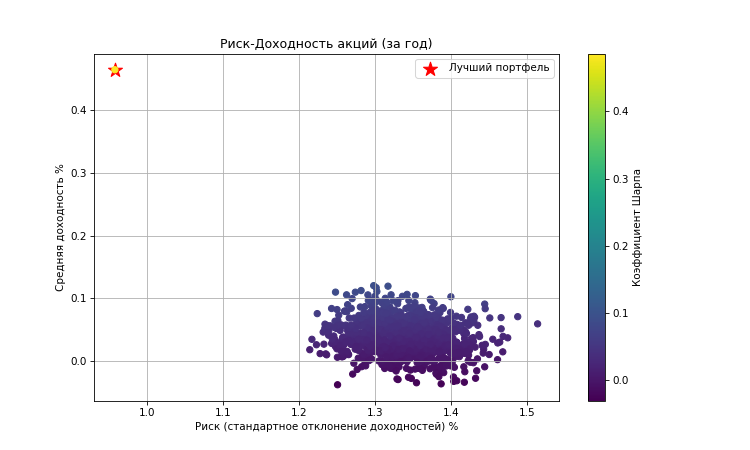 Риск-Доходность акций (за год)
Лучший портфель
Средняя доходность %
0.4
0.3
0.2
0.1
0.0
1.0 1.1 1.2 1.3 1.4 1.5
Риск (стандартное отклонение доходностей) %
0.4
0.3
0.2
0.1
0.0
Коэффициент Шарпа